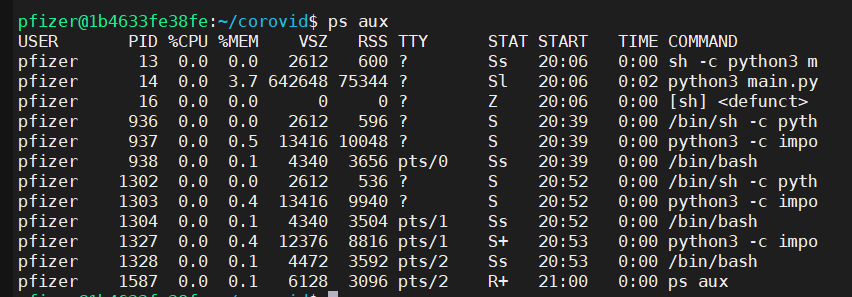 pfizer@1b4633fe38fe:~/corovid$ ps aux
USER PID %CPU %MEM VSZ RSS TTY STAT START TIME COMMAND
pfizer 13 0.0 0.0 2612 600 ? Ss 20:06 0:00 sh -c python3 m
pfizer 14 0.0 3.7 642648 75344 ? Sl 20:06 0:02 python3 main.py
pfizer 16 0.0 0.0 0 0 ? Z 20:06 0:00 [sh] <defunct>
pfizer 936 0.0 0.0 2612 596 ? S 20:39 0:00 /bin/sh -c pyth
pfizer 937 0.0 0.5 13416 10048 ? S 20:39 0:00 python3 -c impo
pfizer 938 0.0 0.1 4340 3656 pts/0 Ss 20:39 0:00 /bin/bash
pfizer 1302 0.0 0.0 2612 536 ? S 20:52 0:00 /bin/sh -c pyth
pfizer 1303 0.0 0.4 13416 9940 ? S 20:52 0:00 python3 -c impo
pfizer 1304 0.0 0.1 4340 3504 pts/1 Ss 20:52 0:00 /bin/bash
pfizer 1327 0.0 0.4 12376 8816 pts/1 S+ 20:53 0:00 python3 -c impo
pfizer 1328 0.0 0.1 4472 3592 pts/2 Ss 20:53 0:00 /bin/bash
pfizer 1587 0.0 0.1 6128 3096 pts/2 R+ 21:00 0:00 ps aux
pfizer@1b4633fe38fe:~/corovid$